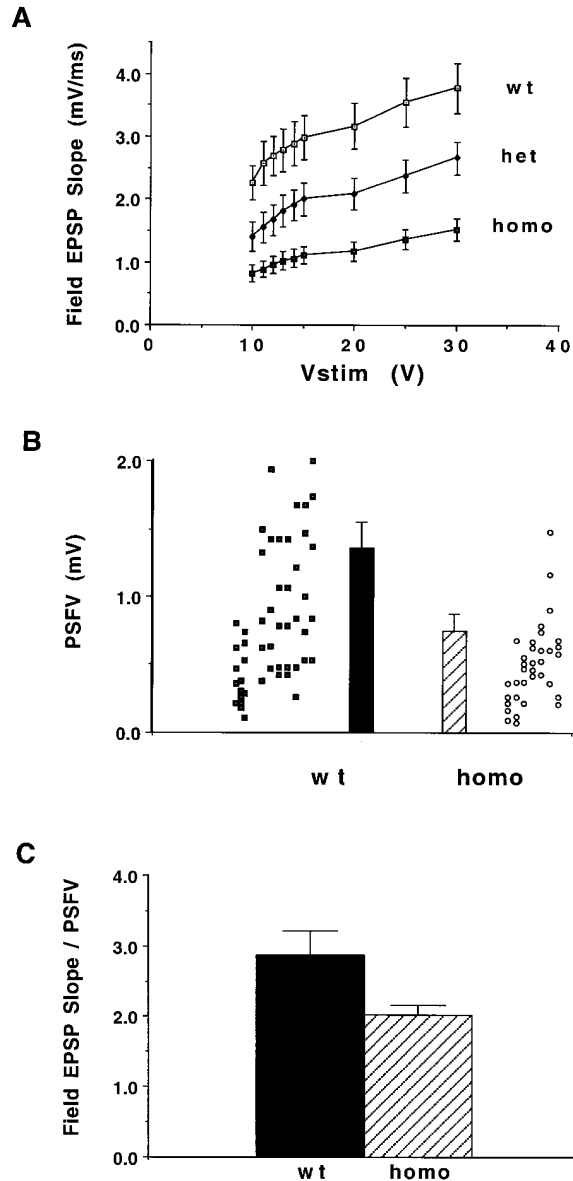 A
Field EPSP Slope (mV/ms)
4.0
3.0
2.0
1.0
0.0
wt
het
homo
0
10
20
30
40
Vstim (V)
B
PSFV (mV)
2.0
1.0
0.0
wt
homo
C
Field EPSP Slope / PSFV
4.0
3.0
2.0
1.0
0.0
wt
homo